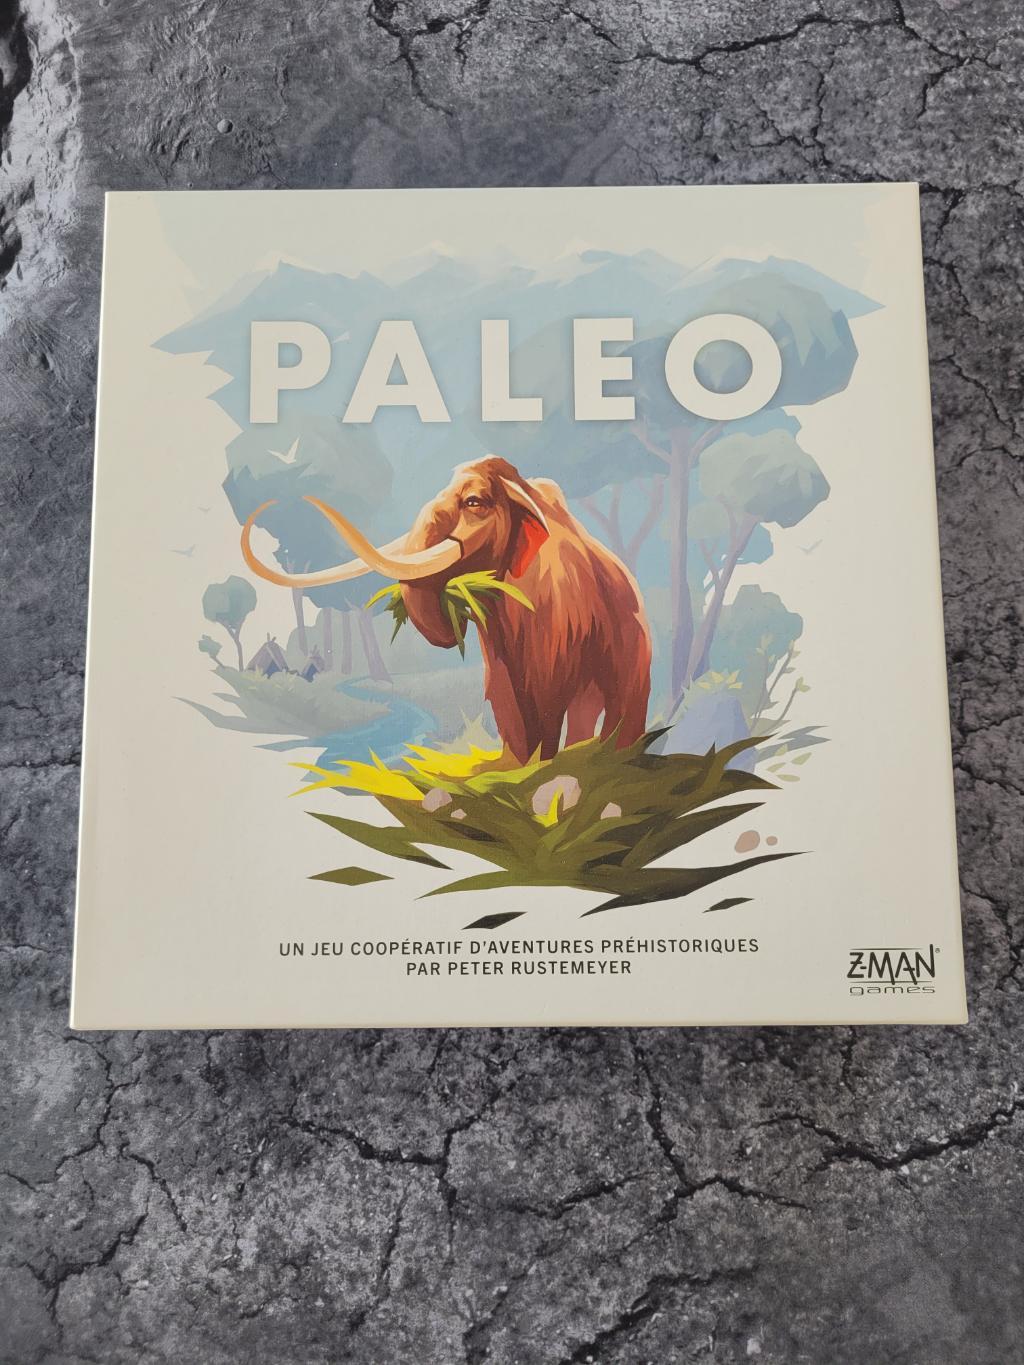 PALEO
UN JEU COOPÉRATIF D'AVENTURES PRÉHISTORIQUES
PAR PETER RUSTEMEYER
Z-MAN®
games